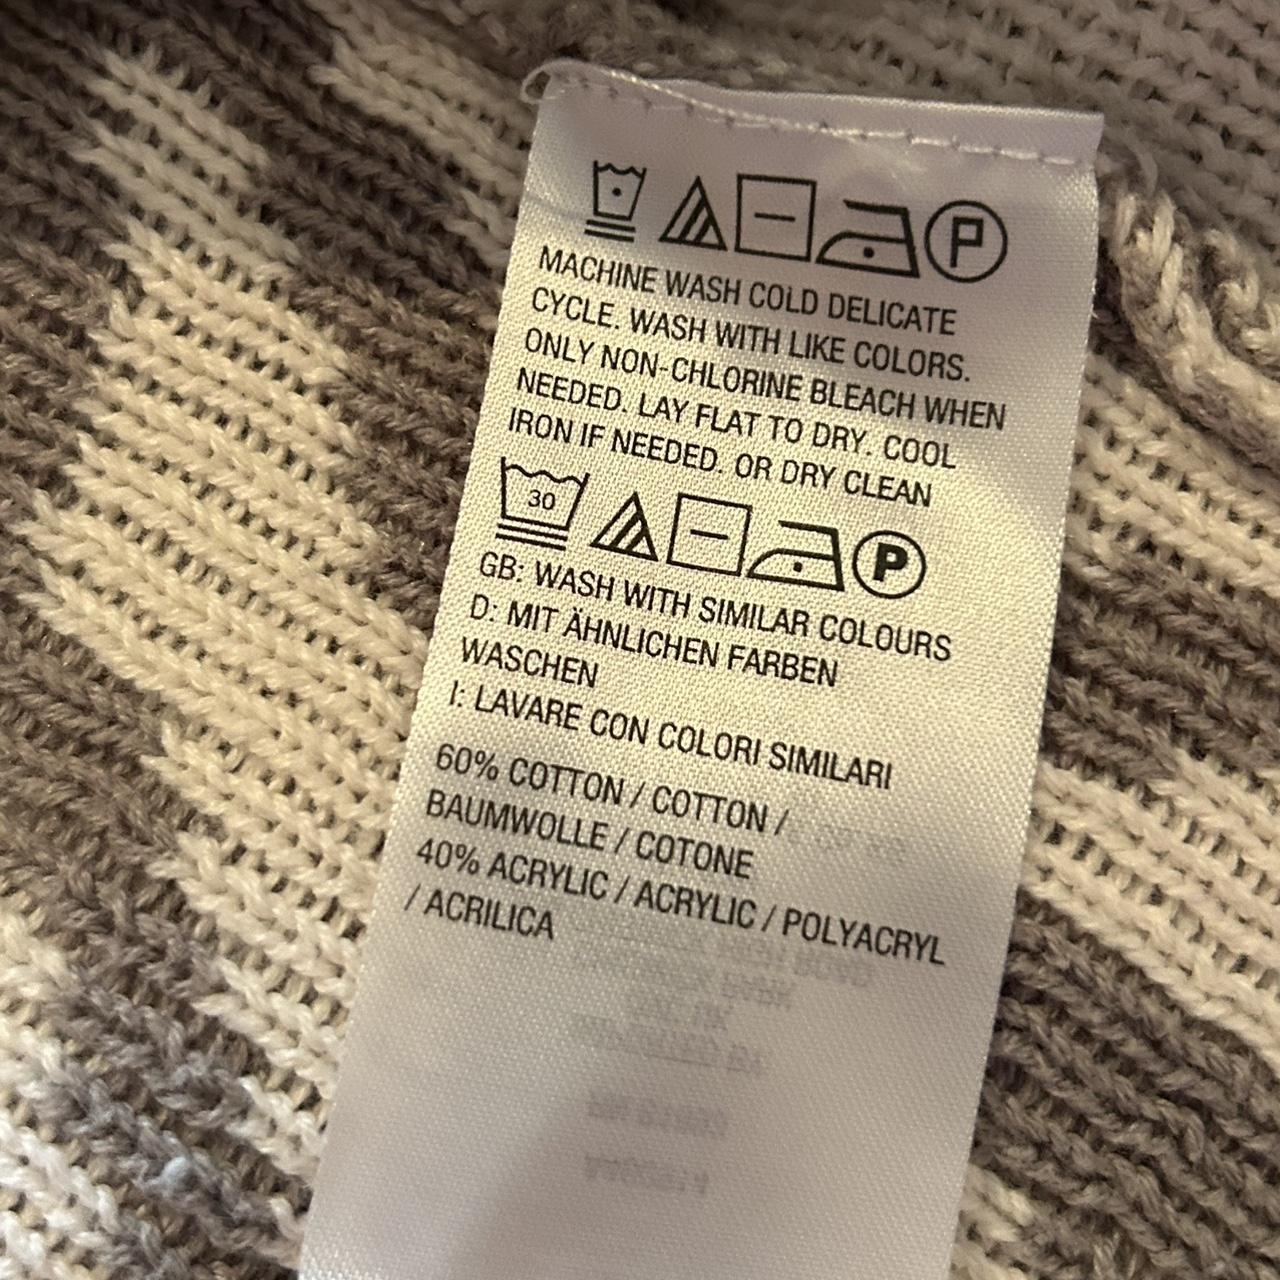 P
MACHINE WASH COLD DELICATE
CYCLE. WASH WITH LIKE COLORS.
ONLY NON-CHLORINE BLEACH WHEN
NEEDED. LAY FLAT TO DRY. COOL
IRON IF NEEDED. OR DRY CLEAN
30 P
GB: WASH WITH SIMILAR COLOURS
D: MIT ÄHNLICHEN FARBEN
WASCHEN
I: LAVARE CON COLORI SIMILARI
60% COTTON / COTTON /
BAUMWOLLE / COTONE
40% ACRYLIC / ACRYLIC / POLYACRYL
/ ACRILICA